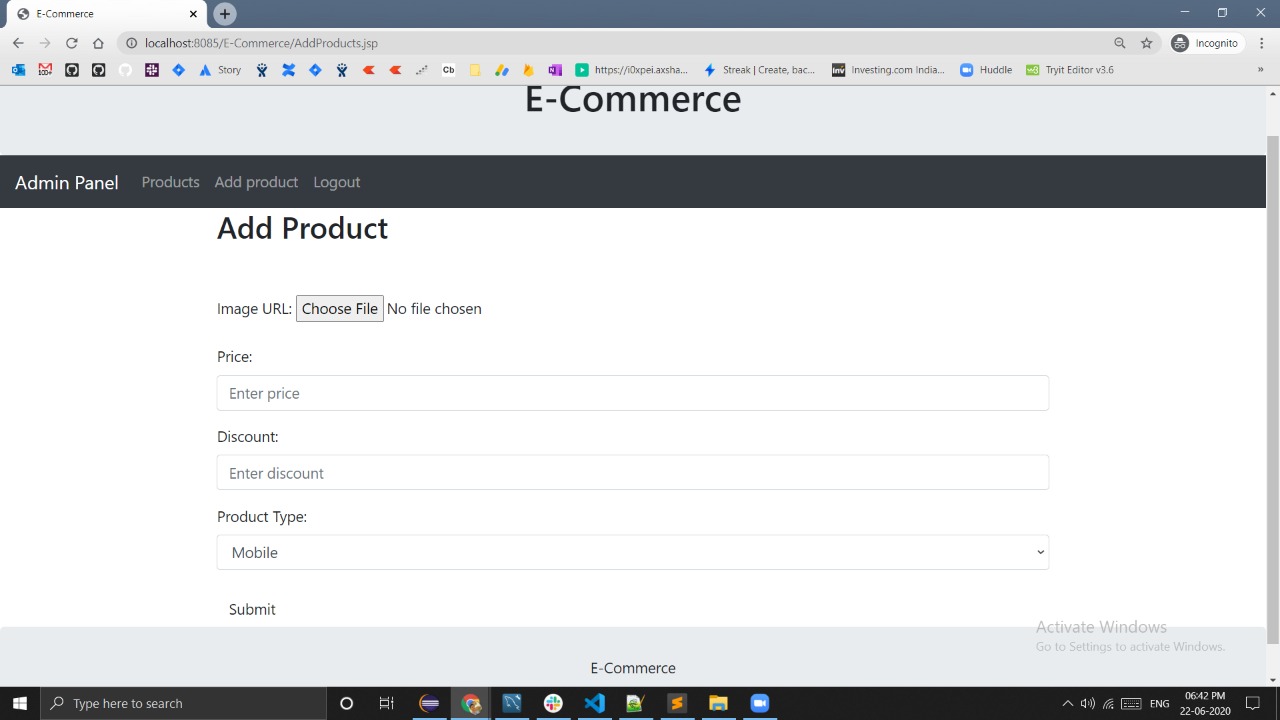 E-Commerce
localhost:8085/E-Commerce/AddProducts.jsp
Incognito
Story
Cb
https://i0xpei.axsha...
Streak | Create, bac...
Inv
Investing.com India...
Huddle
Tryit Editor v3.6
»
E-Commerce
Admin Panel
Products
Add product
Logout
Add Product
Image URL: Choose File No file chosen
Price:
Enter price
Discount:
Enter discount
Product Type:
Mobile
Submit
Activate Windows
Go to Settings to activate Windows.
E-Commerce
Type here to search
ENG
06:42 PM
22-06-2020